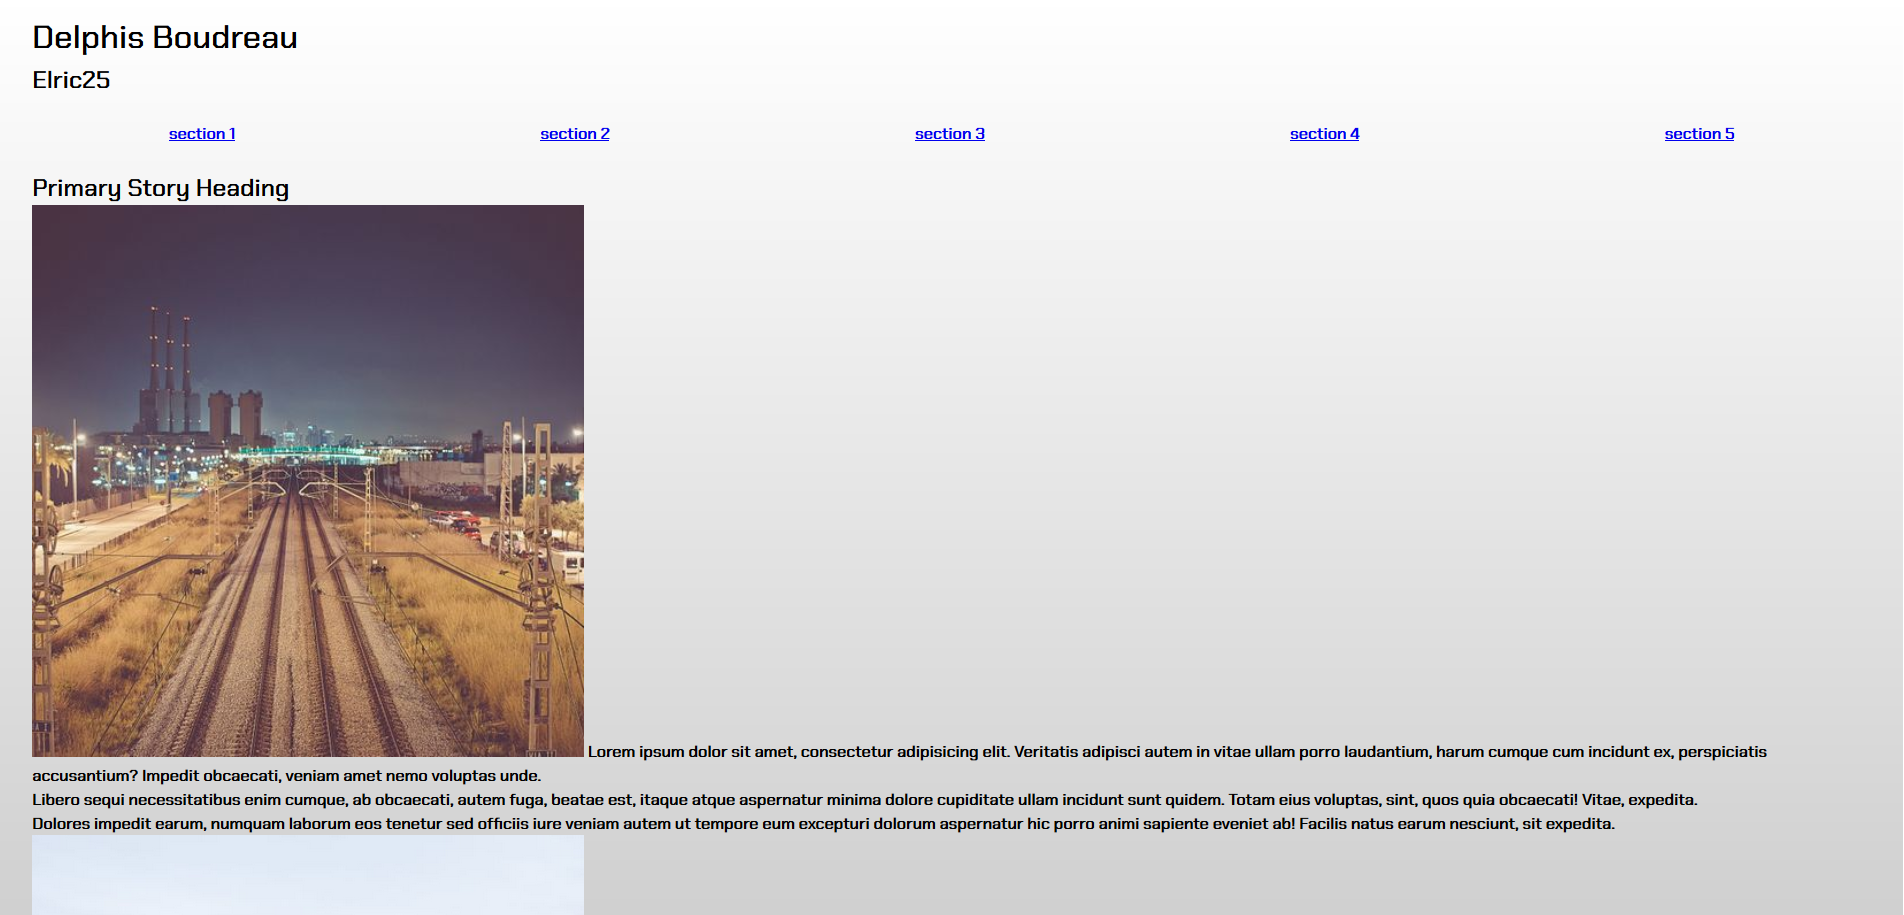 Delphis Boudreau
Elric25
section 1
section 2
section 3
section 4
section 5
Primary Story Heading
Lorem ipsum dolor sit amet, consectetur adipisicing elit. Veritatis adipisci autem in vitae ullam porro laudantium, harum cumque cum incidunt ex, perspiciatis
accusantium? Impedit obcaecati, veniam amet nemo voluptas unde.
Libero sequi necessitatibus enim cumque, ab obcaecati, autem fuga, beatae est, itaque atque aspernatur minima dolore cupiditate ullam incidunt sunt quidem. Totam eius voluptas, sint, quos quia obcaecati! Vitae, expedita.
Dolores impedit earum, numquam laborum eos tenetur sed officiis iure veniam autem ut tempore eum excepturi dolorum aspernatur hic porro animi sapiente eveniet ab! Facilis natus earum nesciunt, sit expedita.